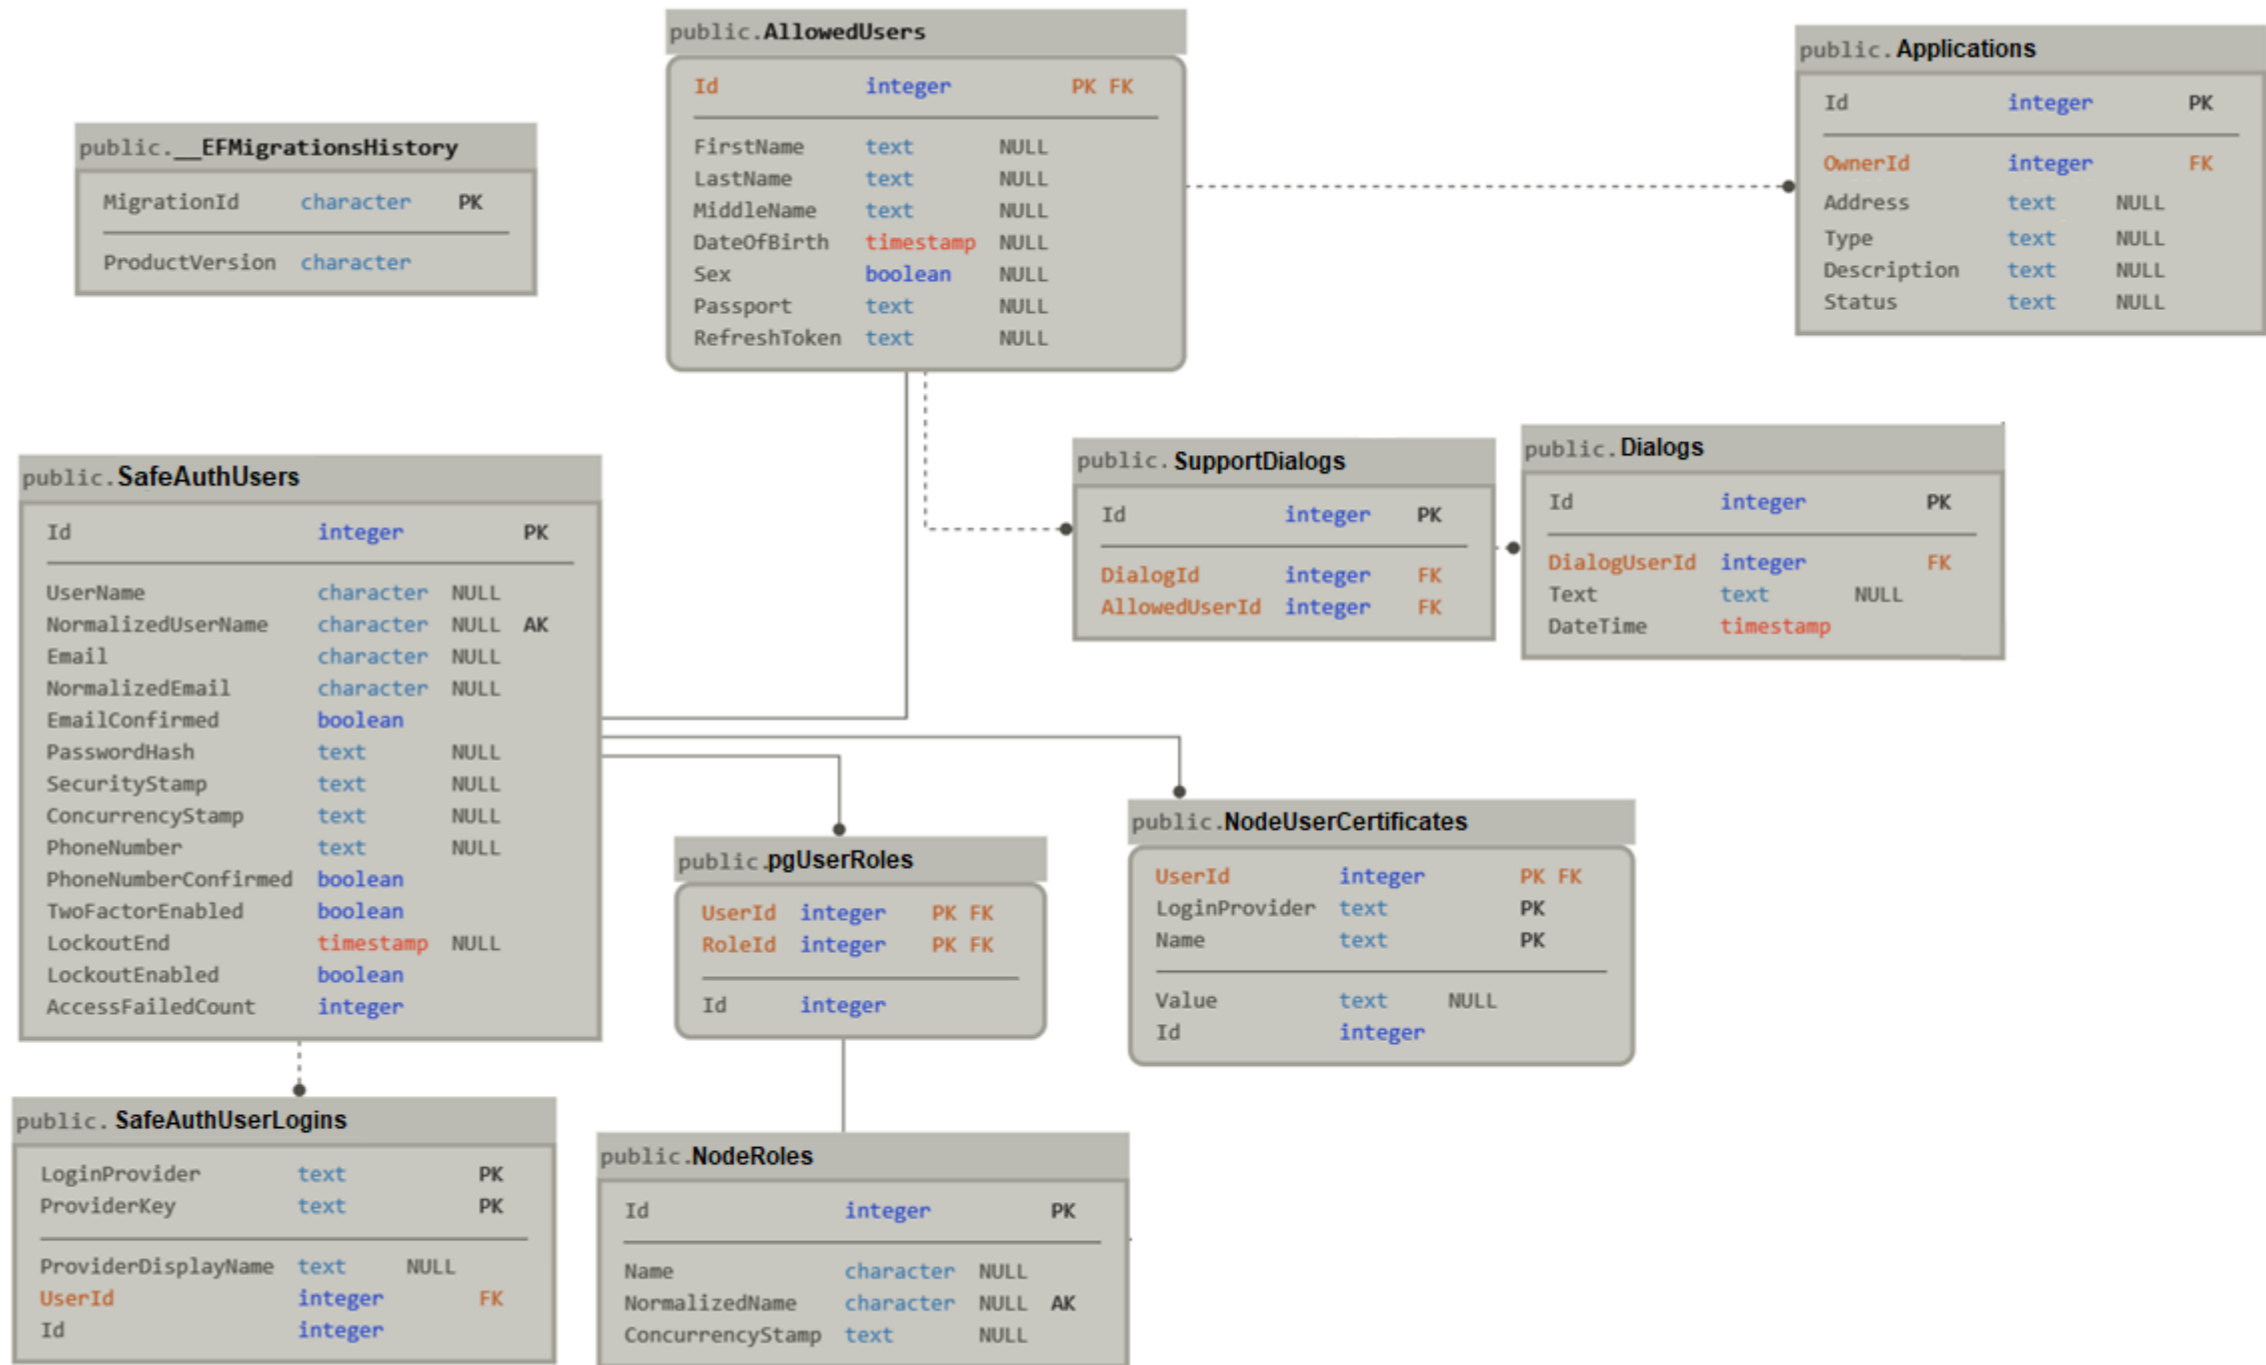 public.AllowedUsers
Id integer PK FK
FirstName text NULL
LastName text NULL
MiddleName text NULL
DateOfBirth timestamp NULL
Sex boolean NULL
Passport text NULL
RefreshToken text NULL
public. Applications
Id integer PK
OwnerId integer FK
Address text NULL
Type text NULL
Description text NULL
Status text NULL
public.__EFMigrationsHistory
MigrationId character PK
ProductVersion character
public. SupportDialogs
Id integer PK
DialogId integer FK
AllowedUserId integer FK
public. Dialogs
Id integer PK
DialogUserId integer FK
Text text NULL
DateTime timestamp
public.SafeAuthUsers
Id integer PK
UserName character NULL
NormalizedUserName character NULL AK
Email character NULL
NormalizedEmail character NULL
EmailConfirmed boolean
PasswordHash text NULL
SecurityStamp text NULL
ConcurrencyStamp text NULL
PhoneNumber text NULL
PhoneNumberConfirmed boolean
TwoFactorEnabled boolean
LockoutEnd timestamp NULL
LockoutEnabled boolean
AccessFailedCount integer
public.pgUserRoles
UserId integer PK FK
RoleId integer PK FK
Id integer
public.NodeUserCertificates
UserId integer PK FK
LoginProvider text PK
Name text PK
Value text NULL
Id integer
public. SafeAuthUserLogins
LoginProvider text PK
ProviderKey text PK
ProviderDisplayName text NULL
UserId integer FK
Id integer
public.NodeRoles
Id integer PK
Name character NULL
NormalizedName character NULL AK
ConcurrencyStamp text NULL